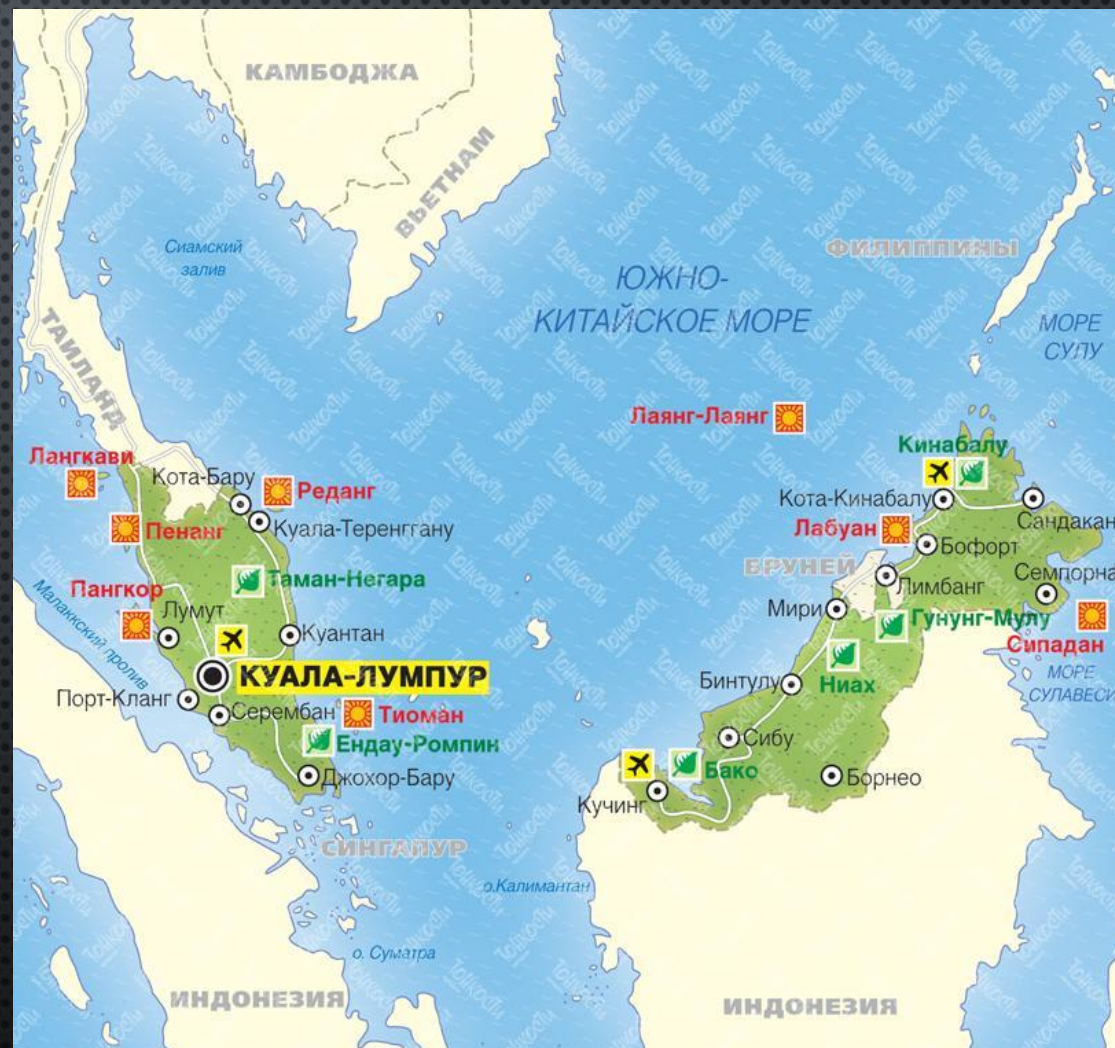 КАМБОДЖА
ВЬЕТНАМ
Сиамский
залив
ФИЛИППИНЫ
ЮЖНО-
КИТАЙСКОЕ МОРЕ
МОРЕ
СУЛУ
ТАИЛАНД
Лаянг-Лаянг
Лангкави
Кота-Бару
Реданг
Кинабалу
Кота-Кинабалу
Сандакан
Пенанг
Куала-Теренггану
Лабуан
Бофорт
БРУНЕЙ
Лимбанг
Семпорна
Таман-Негара
Пангкор
Лумут
Мири
Гунунг-Мулу
Малаккский пролив
Куантан
Сипадан
КУАЛА-ЛУМПУР
МОРЕ
СУЛАВЕСИ
Порт-Кланг
Серембан
Тиоман
Бинтулу
Ниах
Ендау-Ромпин
Сибу
Джохор-Бару
Бако
Борнео
Кучинг
СИНГАПУР
о.Калимантан
о. Суматра
ИНДОНЕЗИЯ
ИНДОНЕЗИЯ
Тонкости